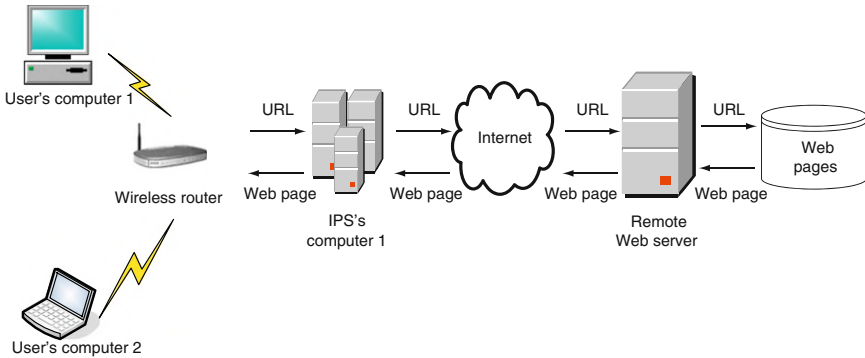 User's computer 1
Wireless router
User's computer 2
URL
Web page
IPS's
computer 1
URL
Web page
Internet
URL
Web page
Remote
Web server
URL
Web page
Web
pages